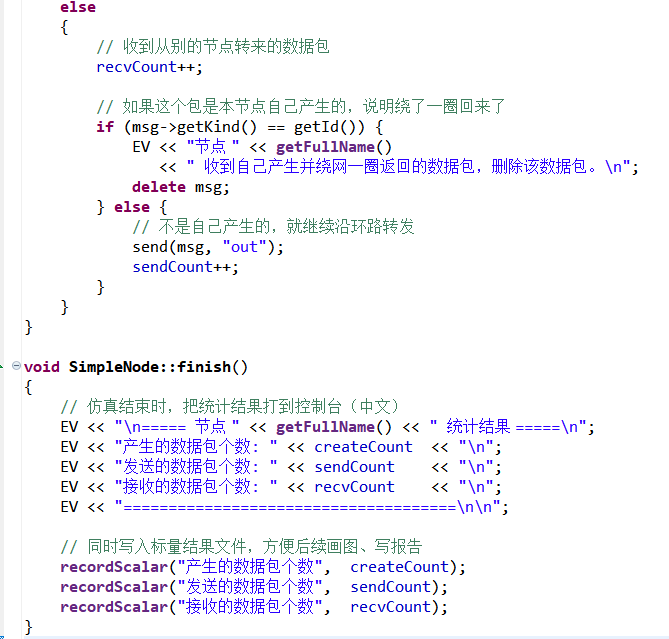 else
{
// 收到从别的节点转来的数据包
recvCount++;
// 如果这个包是本节点自己产生的，说明绕了一圈回来了
if (msg->getKind() == getId()) {
EV << "节点 " << getFullName()
<< " 收到自己产生并绕网一圈返回的数据包，删除该数据包。\n";
delete msg;
} else {
// 不是自己产生的，就继续沿环路转发
send(msg, "out");
sendCount++;
}
}
}
void SimpleNode::finish()
{
// 仿真结束时，把统计结果打到控制台（中文）
EV << "\n===== 节点 " << getFullName() << " 统计结果 =====\n";
EV << "产生的数据包个数: " << createCount  << "\n";
EV << "发送的数据包个数: " << sendCount    << "\n";
EV << "接收的数据包个数: " << recvCount    << "\n";
EV << "=====================================\n\n";
// 同时写入标量结果文件，方便后续画图、写报告
recordScalar("产生的数据包个数",  createCount);
recordScalar("发送的数据包个数",  sendCount);
recordScalar("接收的数据包个数",  recvCount);
}